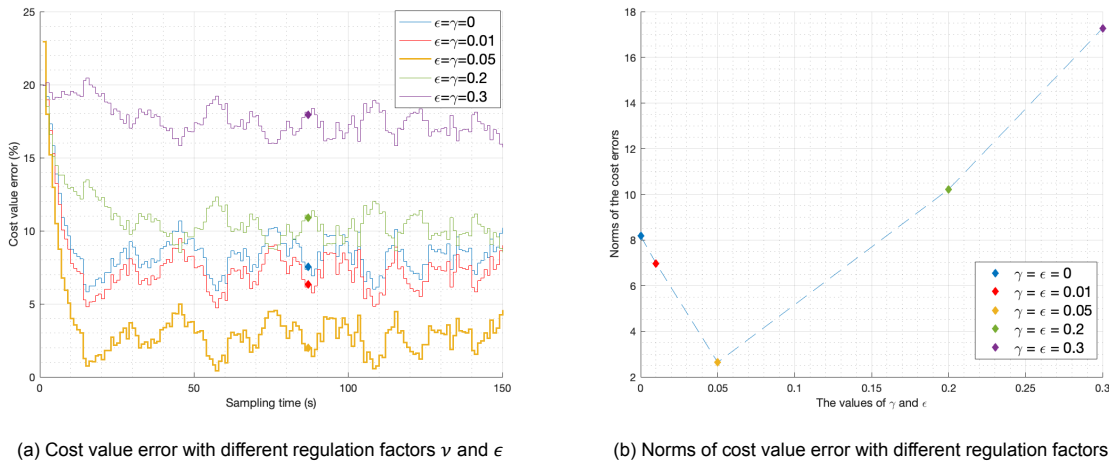 25
20
15
10
5
0
Cost value error (%)
0
50
100
150
Sampling time (s)
ϵ=γ=0
ϵ=γ=0.01
ϵ=γ=0.05
ϵ=γ=0.2
ϵ=γ=0.3
(a) Cost value error with different regulation factors ν and ϵ
18
16
14
12
10
8
6
4
2
Norms of the cost errors
0
0.05
0.1
0.15
0.2
0.25
0.3
The values of γ and ϵ
γ = ϵ = 0
γ = ϵ = 0.01
γ = ϵ = 0.05
γ = ϵ = 0.2
γ = ϵ = 0.3
(b) Norms of cost value error with different regulation factors